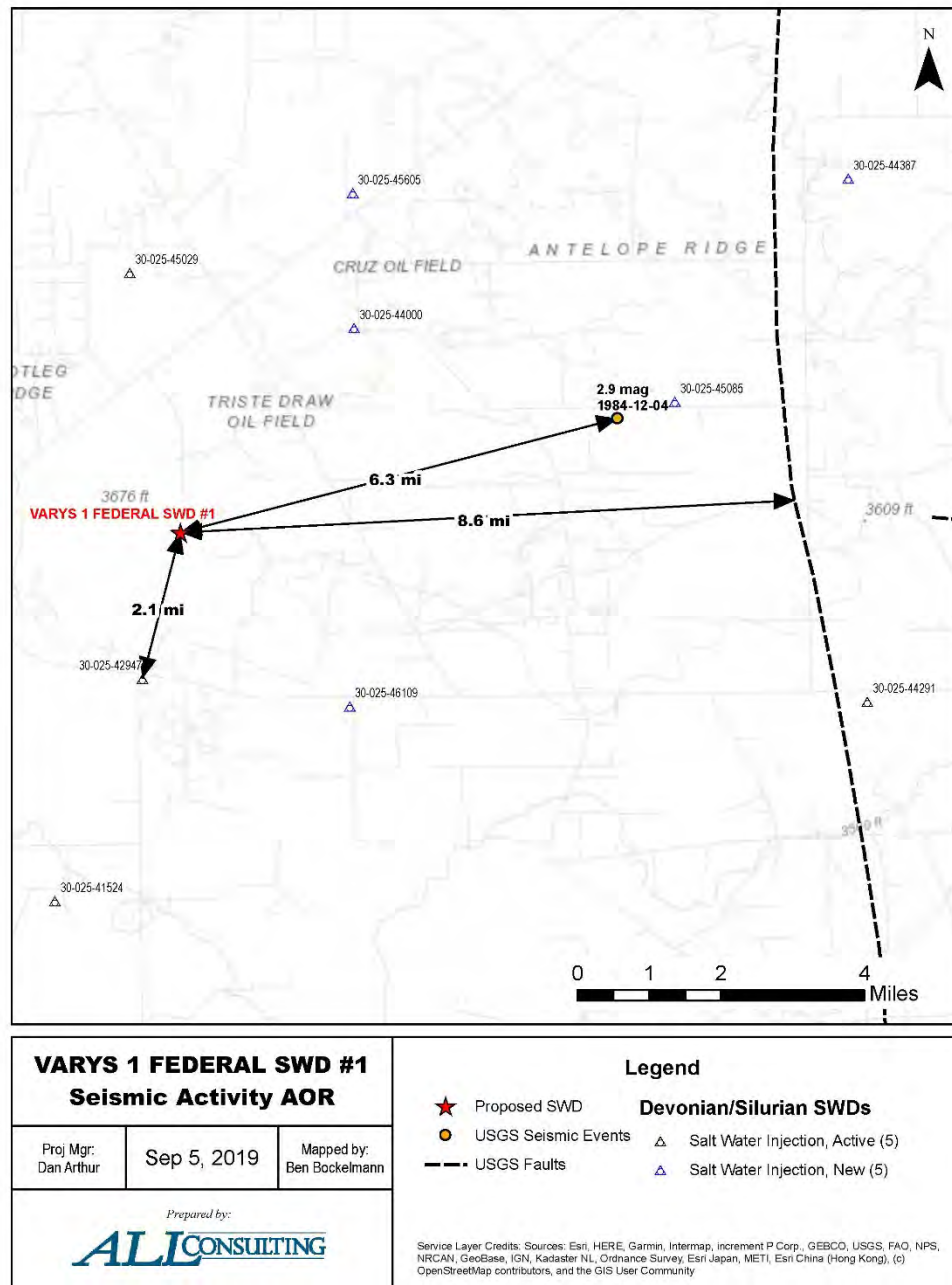 N
30-025-45605
30-025-44387
ANTELOPE RIDGE
30-025-45029
CRUZ OIL FIELD
30-025-44000
OTLEG
DGE
2.9 mag
1984-12-04
30-025-45085
TRISTE DRAW
OIL FIELD
6.3 mi
3676 ft
VARYS 1 FEDERAL SWD #1
8.6 mi
3609 ft
2.1 mi
30-025-42947
30-025-46109
30-025-44291
ft
30-025-41524
0 1 2 4
Miles
VARYS 1 FEDERAL SWD #1
Seismic Activity AOR
Proj Mgr:
Dan Arthur
Sep 5, 2019
Mapped by:
Ben Bockelmann
Prepared by:
ALL CONSULTING
Legend
Proposed SWD
USGS Seismic Events
USGS Faults
Devonian/Silurian SWDs
Salt Water Injection, Active (5)
Salt Water Injection, New (5)
Service Layer Credits: Sources: Esri, HERE, Garmin, Intermap, increment P Corp., GEBCO, USGS, FAO, NPS,
NRCAN, GeoBase, IGN, Kadaster NL, Ordnance Survey, Esri Japan, METI, Esri China (Hong Kong), (c)
OpenStreetMap contributors, and the GIS User Community